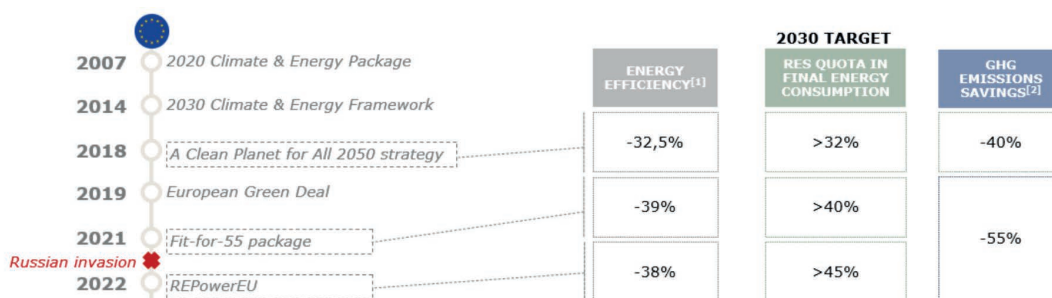 2030 TARGET
ENERGY
EFFICIENCY[1]
RES QUOTA IN
FINAL ENERGY
CONSUMPTION
GHG
EMISSIONS
SAVINGS[2]
2007 2020 Climate & Energy Package
2014 2030 Climate & Energy Framework
2018 A Clean Planet for All 2050 strategy -32,5% >32% -40%
2019 European Green Deal
-39% >40%
2021 Fit-for-55 package
-55%
Russian invasion
2022 REPowerEU -38% >45%